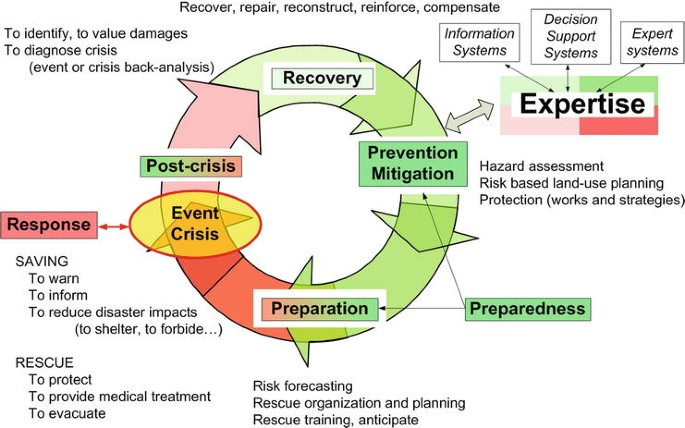 Recover, repair, reconstruct, reinforce, compensate
To identify, to value damages
To diagnose crisis
(event or crisis back-analysis)
Information
Systems
Decision
Support
Systems
Expert
systems
Recovery
Expertise
Post-crisis
Prevention
Mitigation
Hazard assessment
Risk based land-use planning
Protection (works and strategies)
Response
Event
Crisis
SAVING
To warn
To inform
To reduce disaster impacts
(to shelter, to forbide…)
Preparation
Preparedness
RESCUE
To protect
To provide medical treatment
To evacuate
Risk forecasting
Rescue organization and planning
Rescue training, anticipate